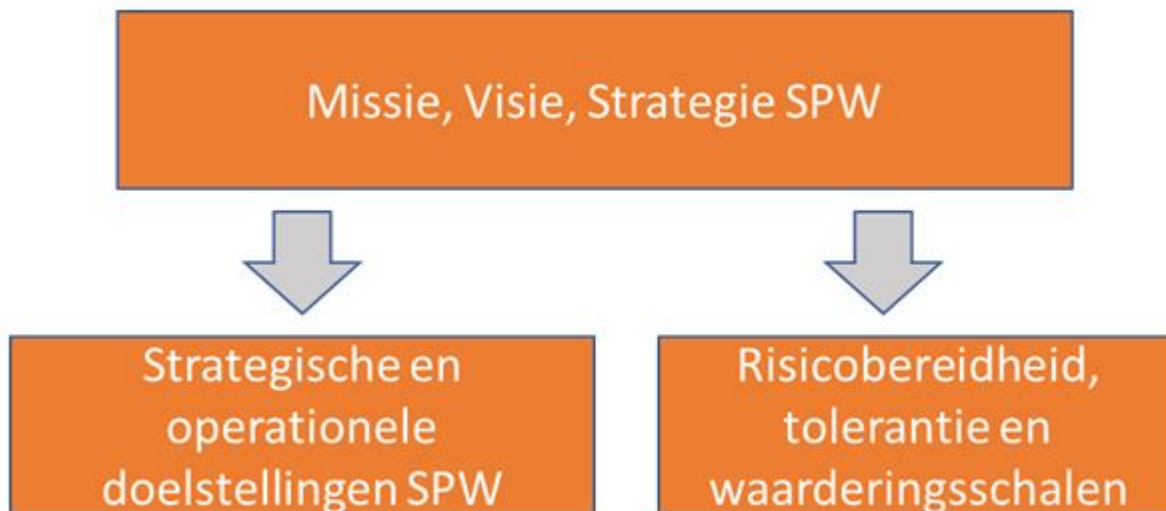 Missie, Visie, Strategie SPW
Strategische en
operationele
doelstellingen SPW
Risicobereidheid,
tolerantie en
waarderingsschalen